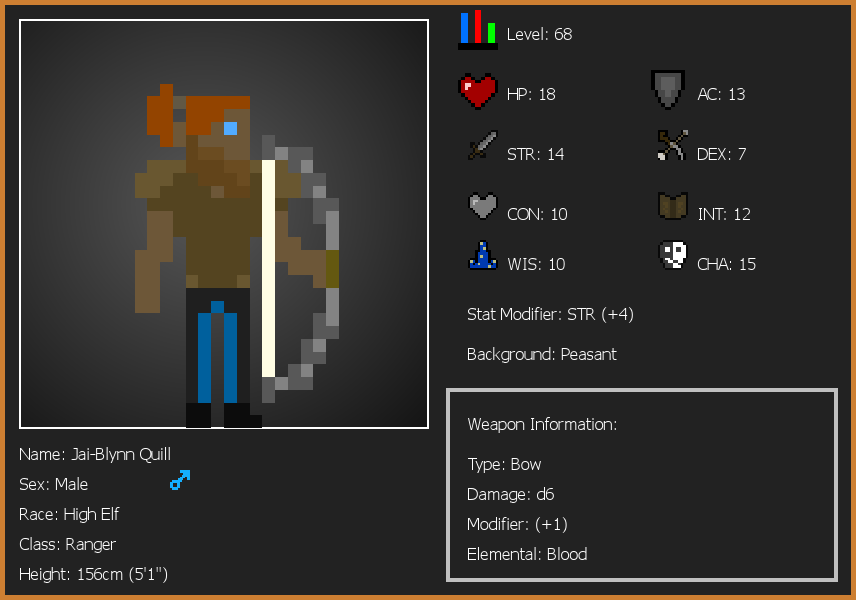 Level: 68
HP: 18
AC: 13
STR: 14
DEX: 7
CON: 10
INT: 12
WIS: 10
CHA: 15
Stat Modifier: STR (+4)
Background: Peasant
Weapon Information:
Type: Bow
Damage: d6
Modifier: (+1)
Elemental: Blood
Name: Jai-Blynn Quill
Sex: Male
Race: High Elf
Class: Ranger
Height: 156cm (5'1")